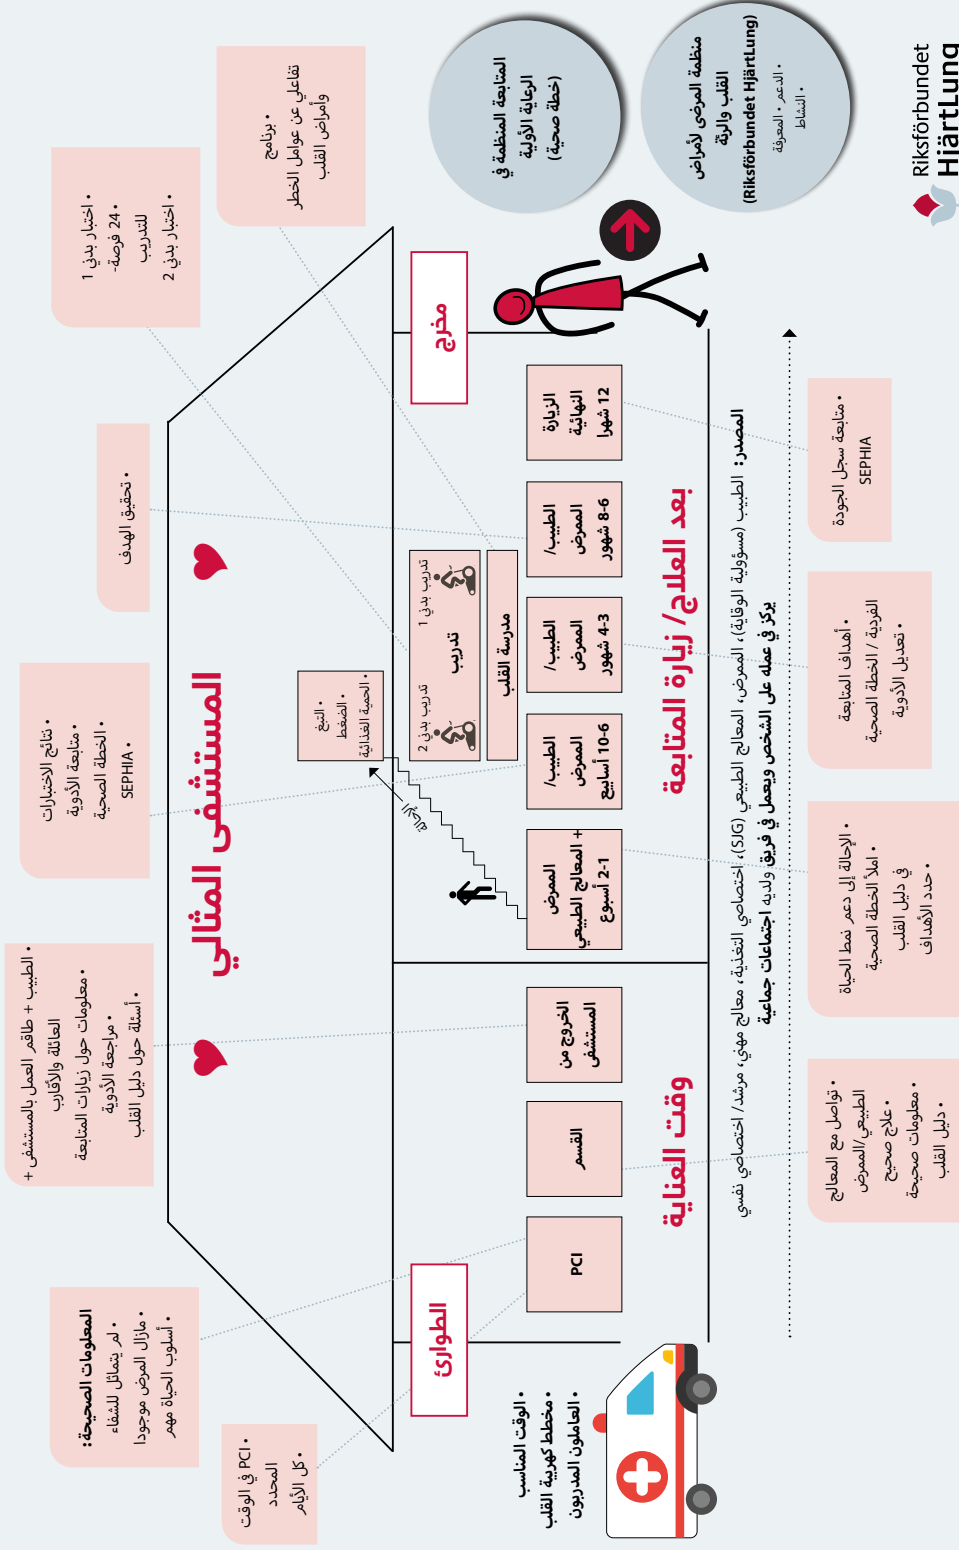 المستشفى المثالي
الطوارئ
مخرج
• الوقت المناسب
• مخطط كهربية القلب
• العاملون المدربون
• PCI في الوقت
المحدد
• كل الأيام
المعلومات الصحيحة:
• لم يتماثل للشفاء
• مازال المرض موجودا
• أسلوب الحياة مهم
• الطبيب + طاقم العمل بالمستشفى +
العائلة والأقارب
• معلومات حول زيارات المتابعة
• مراجعة الأدوية
• أسئلة حول دليل القلب
• نتائج الاختبارات
• متابعة الأدوية
• الخطة الصحية
• SEPHIA
• تحقيق الهدف
• اختبار بدني 1
• 24 فرصة-
للتدريب
• اختبار بدني 2
• برنامج
تفاعلي عن عوامل الخطر
وأمراض القلب
PCI
القسم
الخروج من
المستشفى
الممرض
+ المعالج الطبيعي
2-1 أسبوع
الطبيب/
الممرض
10-6 أسابيع
الطبيب/
الممرض
4-3 شهور
الطبيب/
الممرض
8-6 شهور
الزيارة
النهائية
12 شهرا
الإحالة
• التبغ
• الضغط
• الحمية الغذائية
تدريب بدني 1
تدريب بدني 2
تدريب
مدرسة القلب
وقت العناية
بعد العلاج/ زيارة المتابعة
المصدر: الطبيب (مسؤولية الوقاية)، الممرض، المعالج الطبيعي (SJG)، اختصاصي التغذية، معالج مهني، مرشد/ اختصاصي نفسي
يركز في عمله على الشخص ويعمل في فريق ولديه اجتماعات جماعية
• تواصل مع المعالج
الطبيعي/الممرض
• علاج صحيح
• معلومات صحيحة
• دليل القلب
• الإحالة إلى دعم نمط الحياة
• املأ الخطة الصحية
في دليل القلب
• حدد الأهداف
• أهداف المتابعة
الفردية / الخطة الصحية
• تعديل الأدوية
• متابعة سجل الجودة
SEPHIA
المتابعة المنظمة في
الرعاية الأولية
(خطة صحية)
منظمة المرضى لأمراض
القلب والرئة
(Riksförbundet HjärtLung)
• الدعم • المعرفة
• النشاط
Riksförbundet
HjärtLung